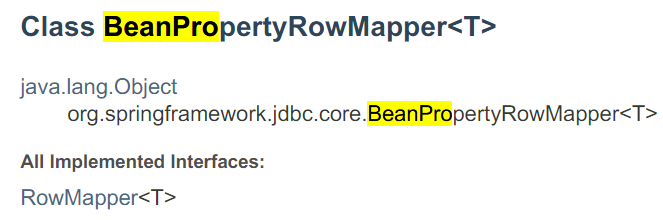 Class BeanPropertyRowMapper<T>
java.lang.Object
org.springframework.jdbc.core.BeanPropertyRowMapper<T>
All Implemented Interfaces:
RowMapper<T>